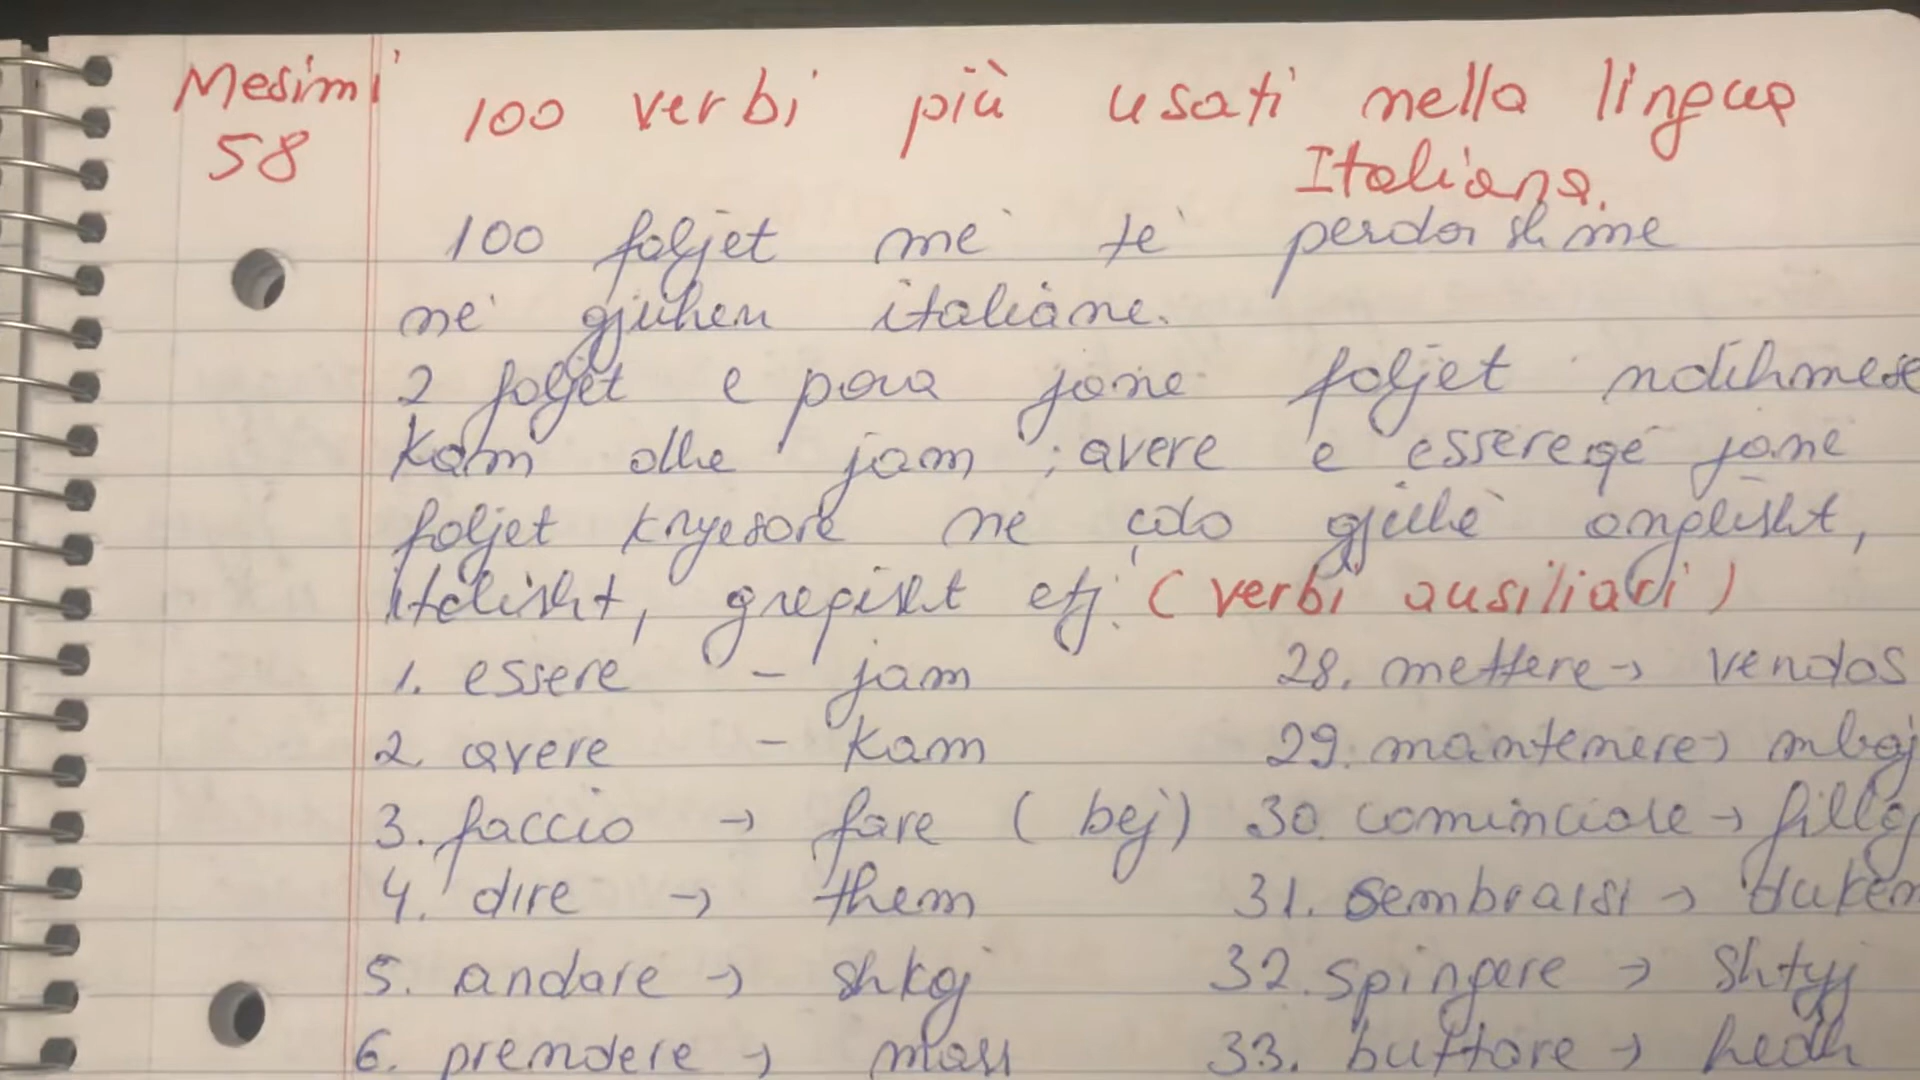 Mesimi 58
100 verbi più usati nella lingua
Italiana.
100 foljet me te perdorshme
ne gjuhen italiane.
2 foljet e para jane foljet ndihmese
Kam dhe jam ; avere e essere qe jane
foljet kryesore ne çdo gjuhe anglisht,
italisht, greqisht etj. (verbi ausiliari)
1. essere - jam
28. mettere → vendos
2. avere - kam
29. mantenere → mbaj
3. faccio → fare (bej)
30. cominciare → filloj
4. dire → them
31. sembrarsi → dukem
5. andare → shkoj
32. spingere → shtyj
6. prendere → marr
33. buttare → hedh